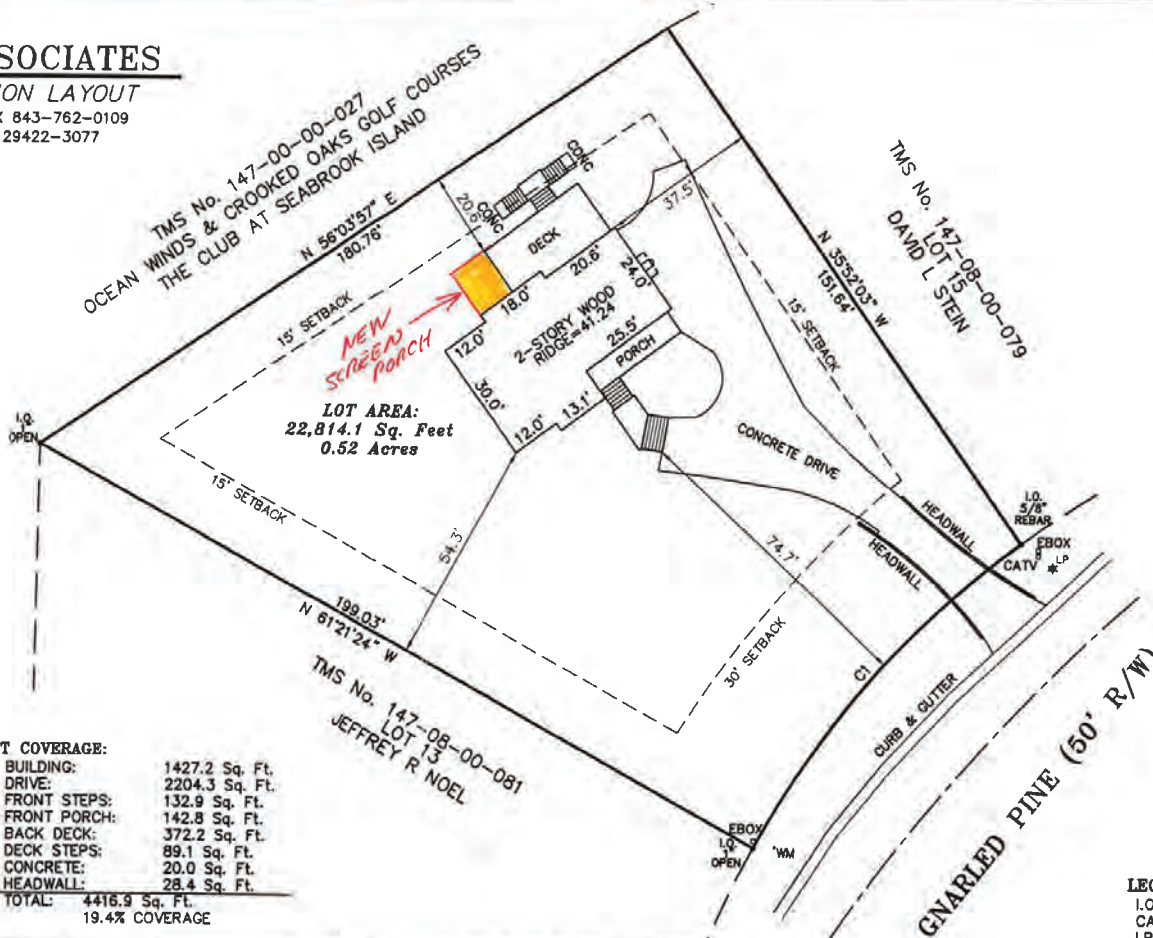 SOCIATES
ON LAYOUT
X 843-762-0109
29422-3077
TMS No. 147-00-00-027
OCEAN WINDS & CROOKED OAKS GOLF COURSES
THE CLUB AT SEABROOK ISLAND
N 56°03'57" E
180.76'
15' SETBACK
20.6'
CONC
CONC
DECK
37.5'
TMS No. 147-08-00-079
LOT 15
DAVID L STEIN
N 35°52'03" W
151.64'
15' SETBACK
NEW
SCREEN
PORCH
18.0'
20.6'
24.0'
12.0'
2-STORY WOOD
RIDGE=41.24
25.5'
PORCH
30.0'
12.0'
13.1'
LOT AREA:
22,814.1 Sq. Feet
0.52 Acres
I.O.
1"
OPEN
15' SETBACK
54.3'
CONCRETE DRIVE
HEADWALL
HEADWALL
74.7'
I.O.
5/8"
REBAR
EBOX
CATV
LP
199.03'
N 61°21'24" W
30' SETBACK
C1
CURB & GUTTER
GNARLED PINE (50' R/W)
TMS No. 147-08-00-081
LOT 13
JEFFREY R NOEL
EBOX
I.O.
1"
OPEN
WM
T COVERAGE:
BUILDING: 1427.2 Sq. Ft.
DRIVE: 2204.3 Sq. Ft.
FRONT STEPS: 132.9 Sq. Ft.
FRONT PORCH: 142.8 Sq. Ft.
BACK DECK: 372.2 Sq. Ft.
DECK STEPS: 89.1 Sq. Ft.
CONCRETE: 20.0 Sq. Ft.
HEADWALL: 28.4 Sq. Ft.
TOTAL: 4416.9 Sq. Ft.
19.4% COVERAGE
LEG
I.O
CA
LP